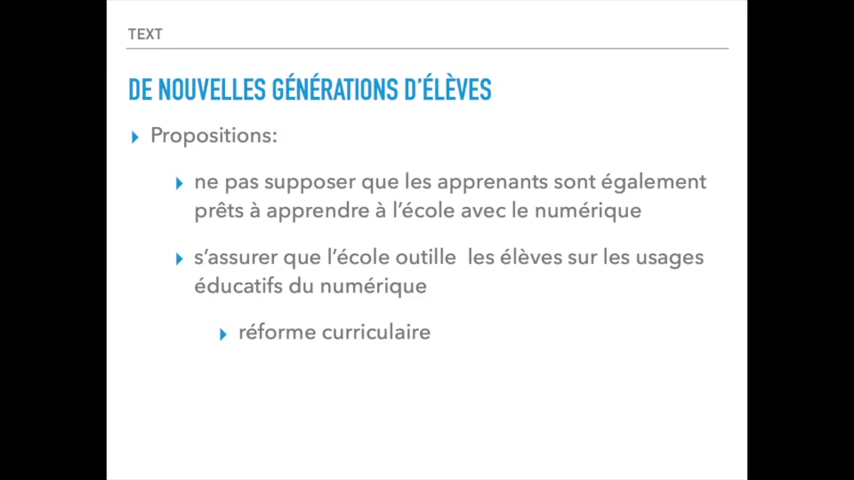 TEXT
DE NOUVELLES GÉNÉRATIONS D’ÉLÈVES
Propositions:
ne pas supposer que les apprenants sont également
prêts à apprendre à l’école avec le numérique
s’assurer que l’école outille  les élèves sur les usages
éducatifs du numérique
réforme curriculaire